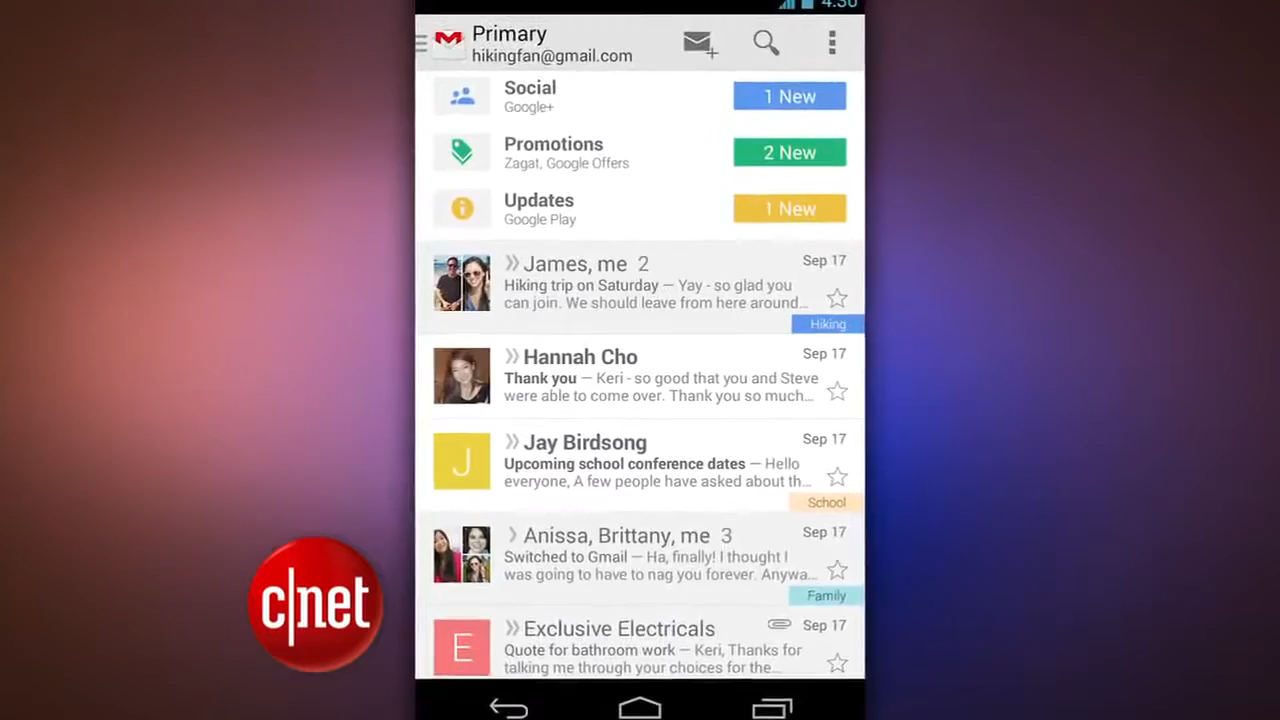 4:30
Primary
hikingfan@gmail.com
Social
Google+
1 New
Promotions
Zagat, Google Offers
2 New
Updates
Google Play
1 New
James, me 2
Sep 17
Hiking trip on Saturday — Yay - so glad you
can join. We should leave from here around...
Hiking
Hannah Cho
Sep 17
Thank you — Keri - so good that you and Steve
were able to come over. Thank you so much...
J
Jay Birdsong
Sep 17
Upcoming school conference dates — Hello
everyone, A few people have asked about th...
School
Anissa, Brittany, me 3
Sep 17
Switched to Gmail — Ha, finally! I thought I
was going to have to nag you forever. Anywa...
Family
E
Exclusive Electricals
Sep 17
Quote for bathroom work — Keri, Thanks for
talking me through your choices for the...
c|net